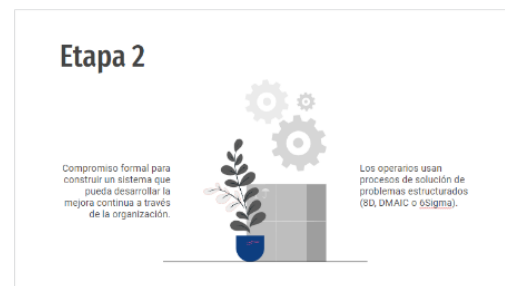 Etapa 2
Compromiso formal para
construir un sistema que
pueda desarrollar la
mejora continua a través
de la organización.
Los operarios usan
procesos de solución de
problemas estructurados
(8D, DMAIC o 6Sigma).